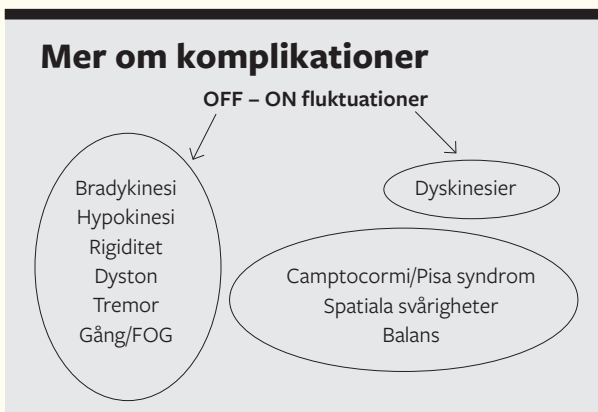 Mer om komplikationer
OFF – ON fluktuationer
Bradykinesi
Hypokinesi
Rigiditet
Dyston
Tremor
Gång/FOG
Dyskinesier
Camptocormi/Pisa syndrom
Spatiala svårigheter
Balans